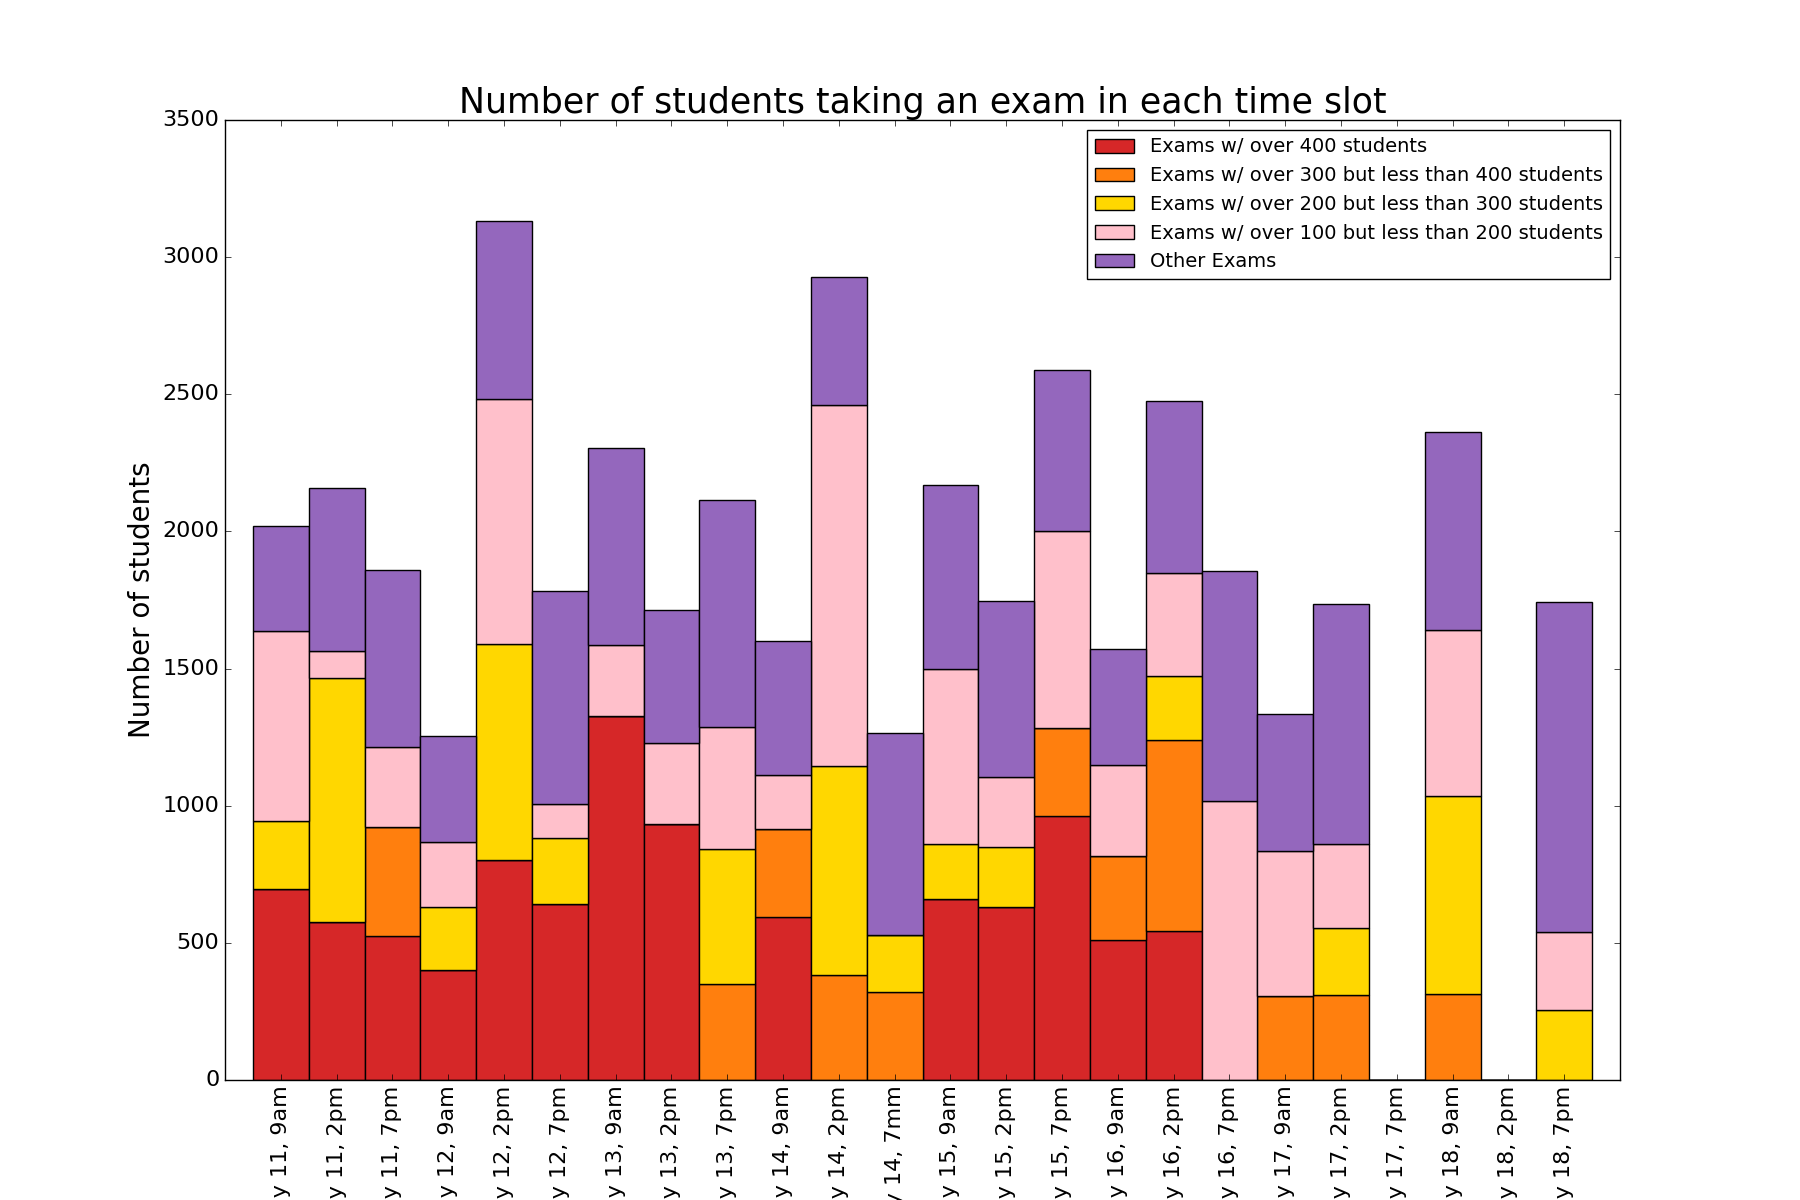 Number of students taking an exam in each time slot
Exams w/ over 400 students
Exams w/ over 300 but less than 400 students
Exams w/ over 200 but less than 300 students
Exams w/ over 100 but less than 200 students
Other Exams
Number of students
3500
3000
2500
2000
1500
1000
500
0
y 11, 9am
y 11, 2pm
y 11, 7pm
y 12, 9am
y 12, 2pm
y 12, 7pm
y 13, 9am
y 13, 2pm
y 13, 7pm
y 14, 9am
y 14, 2pm
y 14, 7mm
y 15, 9am
y 15, 2pm
y 15, 7pm
y 16, 9am
y 16, 2pm
y 16, 7pm
y 17, 9am
y 17, 2pm
y 17, 7pm
y 18, 9am
y 18, 2pm
y 18, 7pm